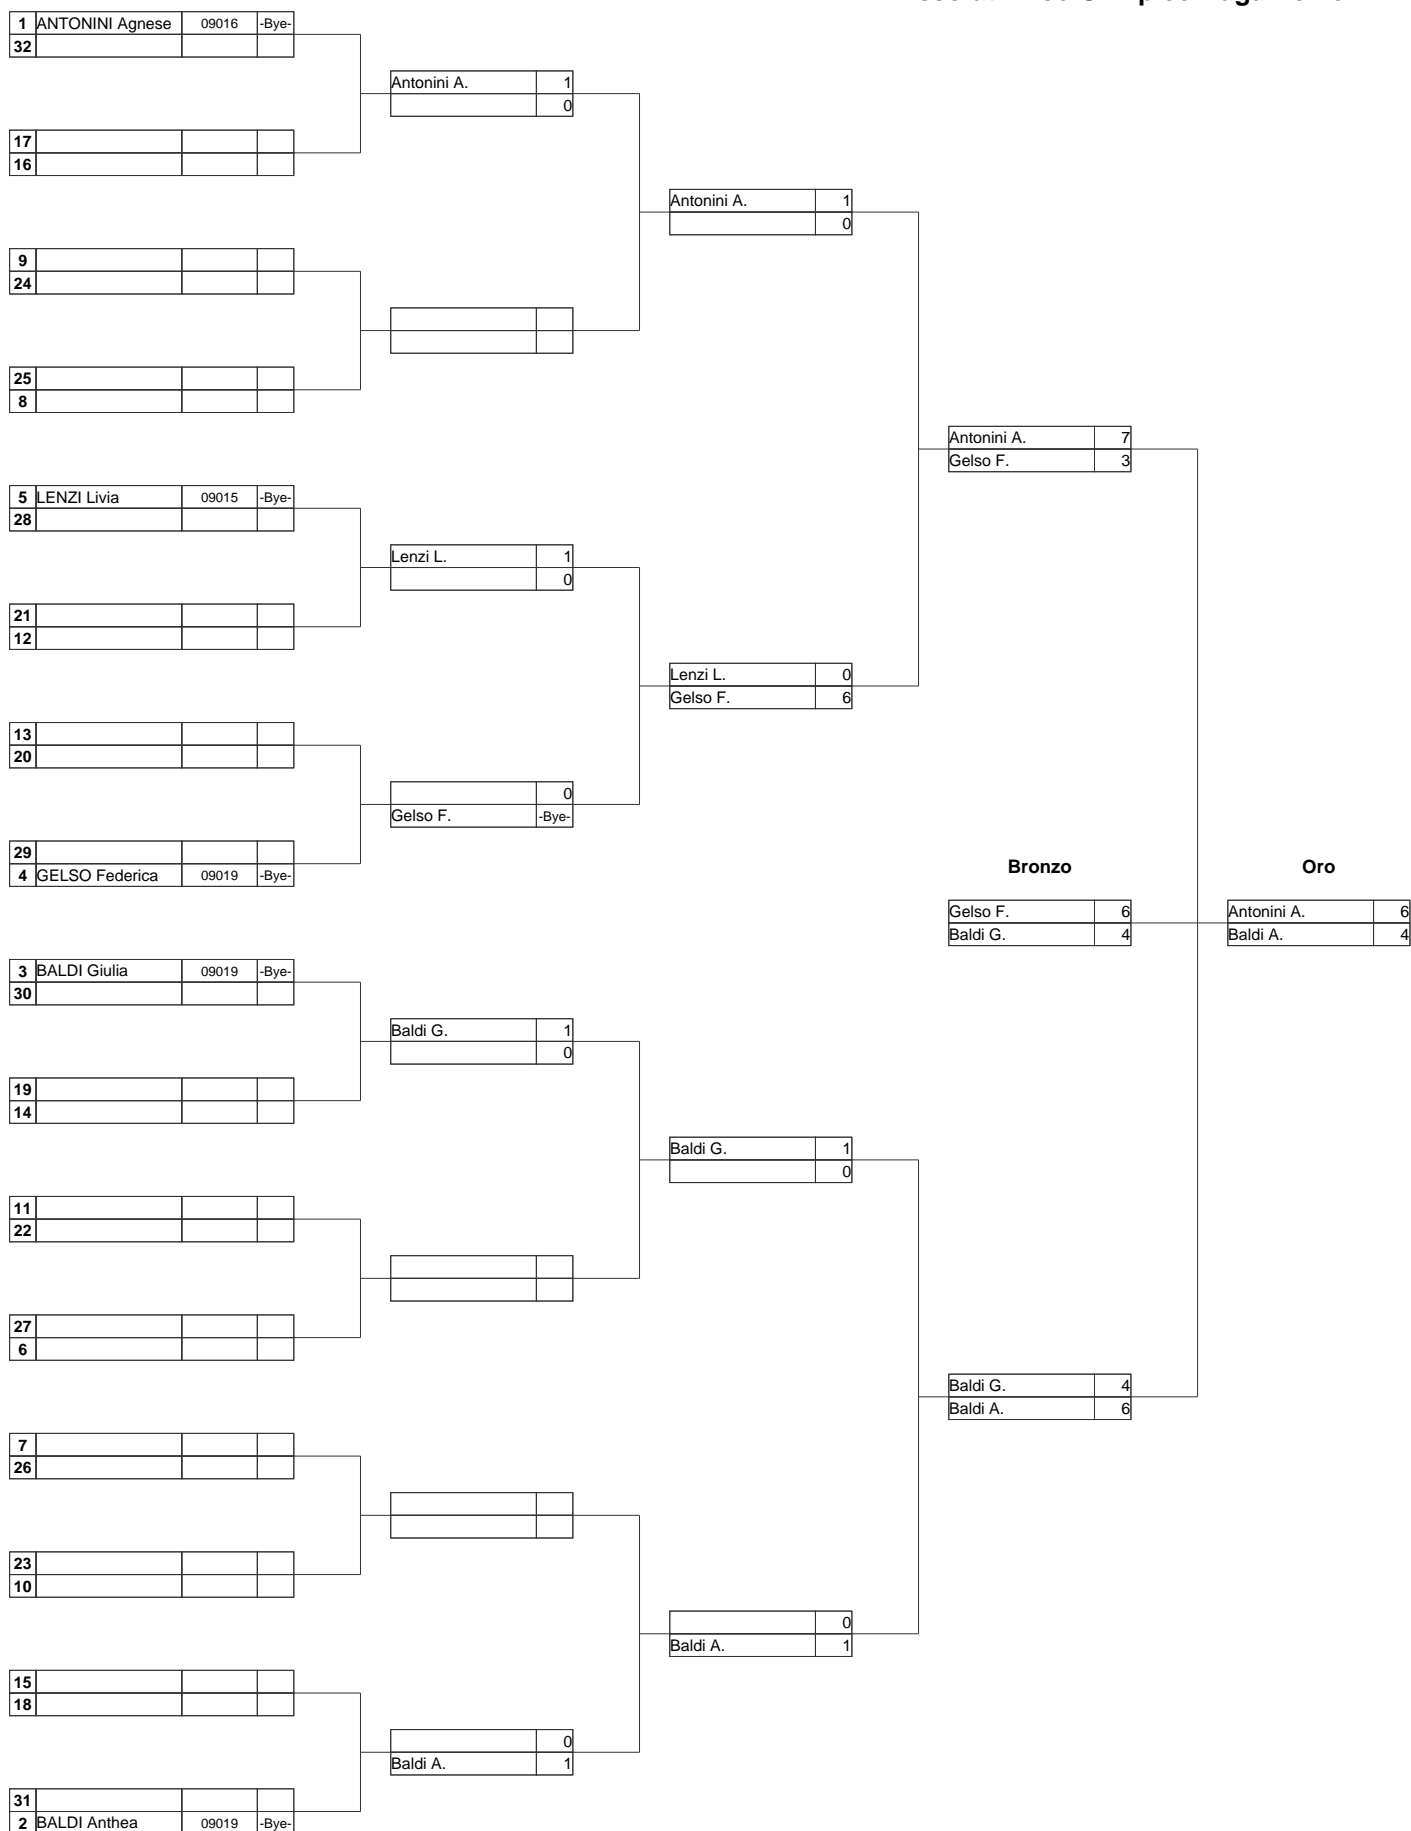 1 ANTONINI Agnese 09016 -Bye-
32
Antonini A. 1
0
17
16
Antonini A. 1
0
9
24
25
8
Antonini A. 7
Gelso F. 3
5 LENZI Livia 09015 -Bye-
28
Lenzi L. 1
0
21
12
Lenzi L. 0
Gelso F. 6
13
20
0
Gelso F. -Bye-
29
4 GELSO Federica 09019 -Bye-
Bronzo Oro
Gelso F. 6 Antonini A. 6
Baldi G. 4 Baldi A. 4
3 BALDI Giulia 09019 -Bye-
30
Baldi G. 1
0
19
14
Baldi G. 1
0
11
22
27
6
Baldi G. 4
Baldi A. 6
7
26
23
10
0
Baldi A. 1
15
18
0
Baldi A. 1
31
2 BALDI Anthea 09019 -Bye-